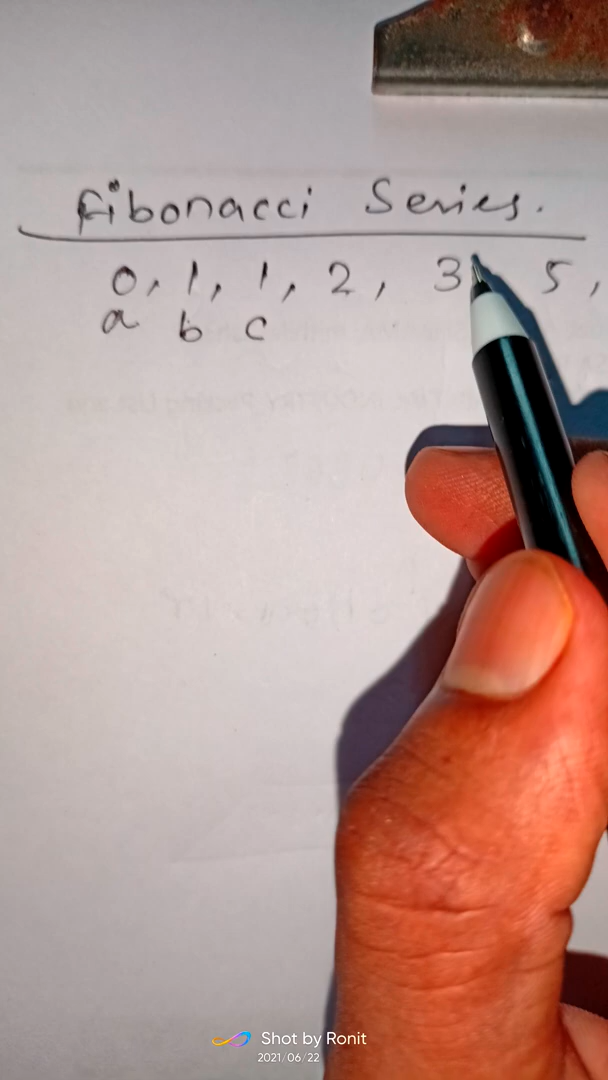 Fibonacci Series.
0, 1, 1, 2, 3, 5,
a b c
Shot by Ronit
2021/06/22